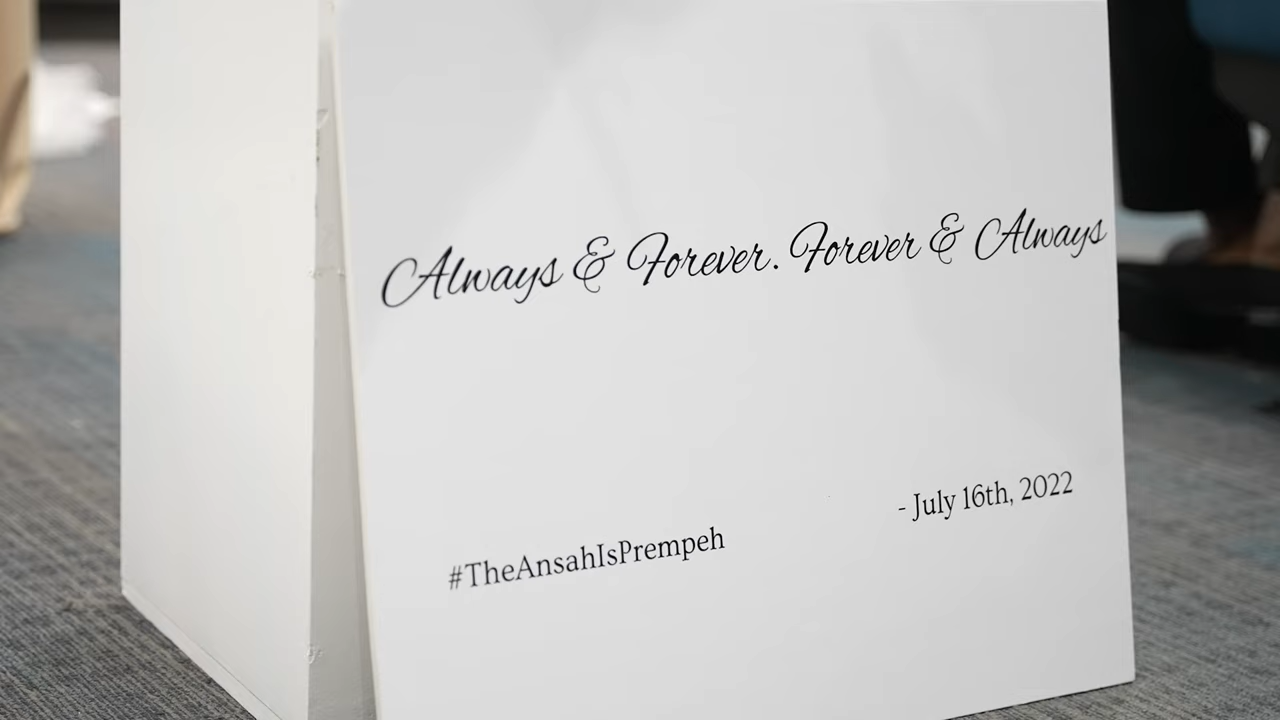 Always & Forever. Forever & Always
- July 16th, 2022
#TheAnsahIsPrempeh